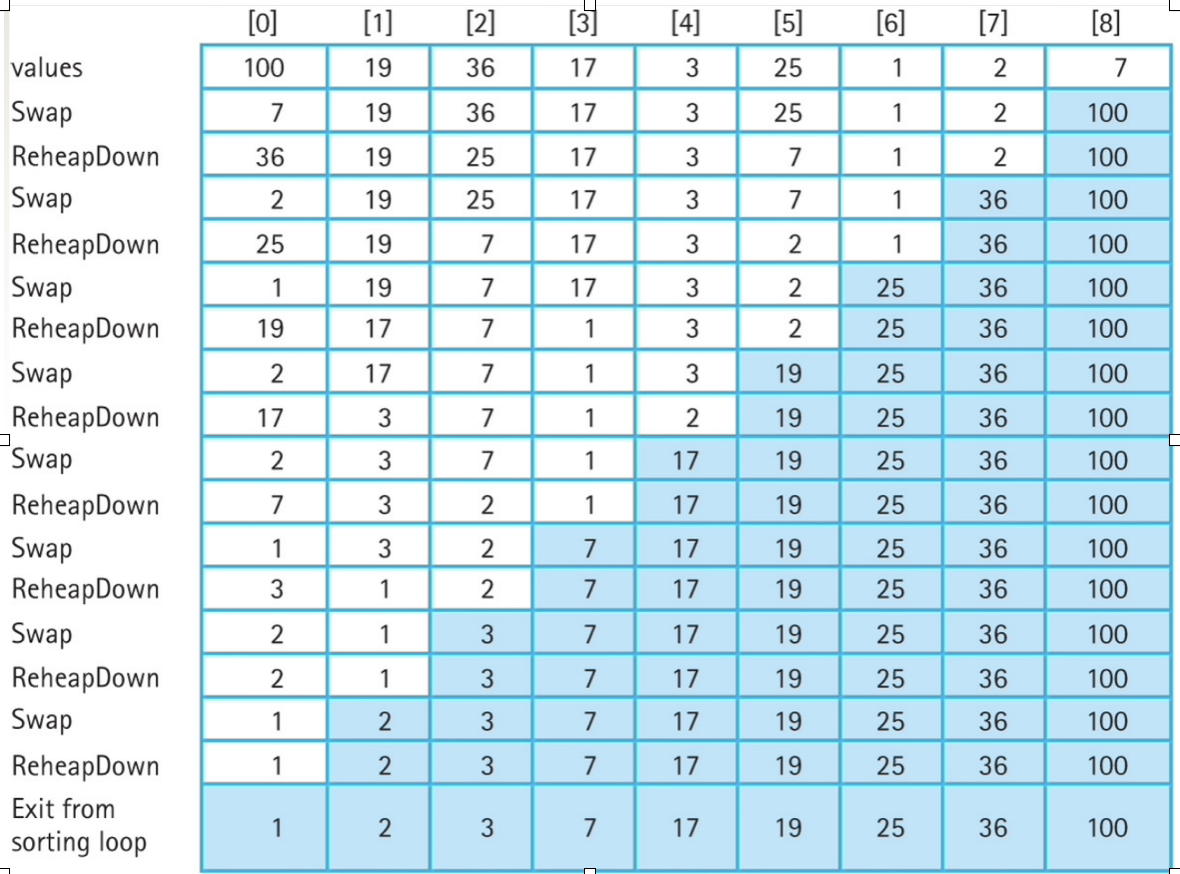 [0] [1] [2] [3] [4] [5] [6] [7] [8]
values 100 19 36 17 3 25 1 2 7
Swap 7 19 36 17 3 25 1 2 100
ReheapDown 36 19 25 17 3 7 1 2 100
Swap 2 19 25 17 3 7 1 36 100
ReheapDown 25 19 7 17 3 2 1 36 100
Swap 1 19 7 17 3 2 25 36 100
ReheapDown 19 17 7 1 3 2 25 36 100
Swap 2 17 7 1 3 19 25 36 100
ReheapDown 17 3 7 1 2 19 25 36 100
Swap 2 3 7 1 17 19 25 36 100
ReheapDown 7 3 2 1 17 19 25 36 100
Swap 1 3 2 7 17 19 25 36 100
ReheapDown 3 1 2 7 17 19 25 36 100
Swap 2 1 3 7 17 19 25 36 100
ReheapDown 2 1 3 7 17 19 25 36 100
Swap 1 2 3 7 17 19 25 36 100
ReheapDown 1 2 3 7 17 19 25 36 100
Exit from
sorting loop 1 2 3 7 17 19 25 36 100